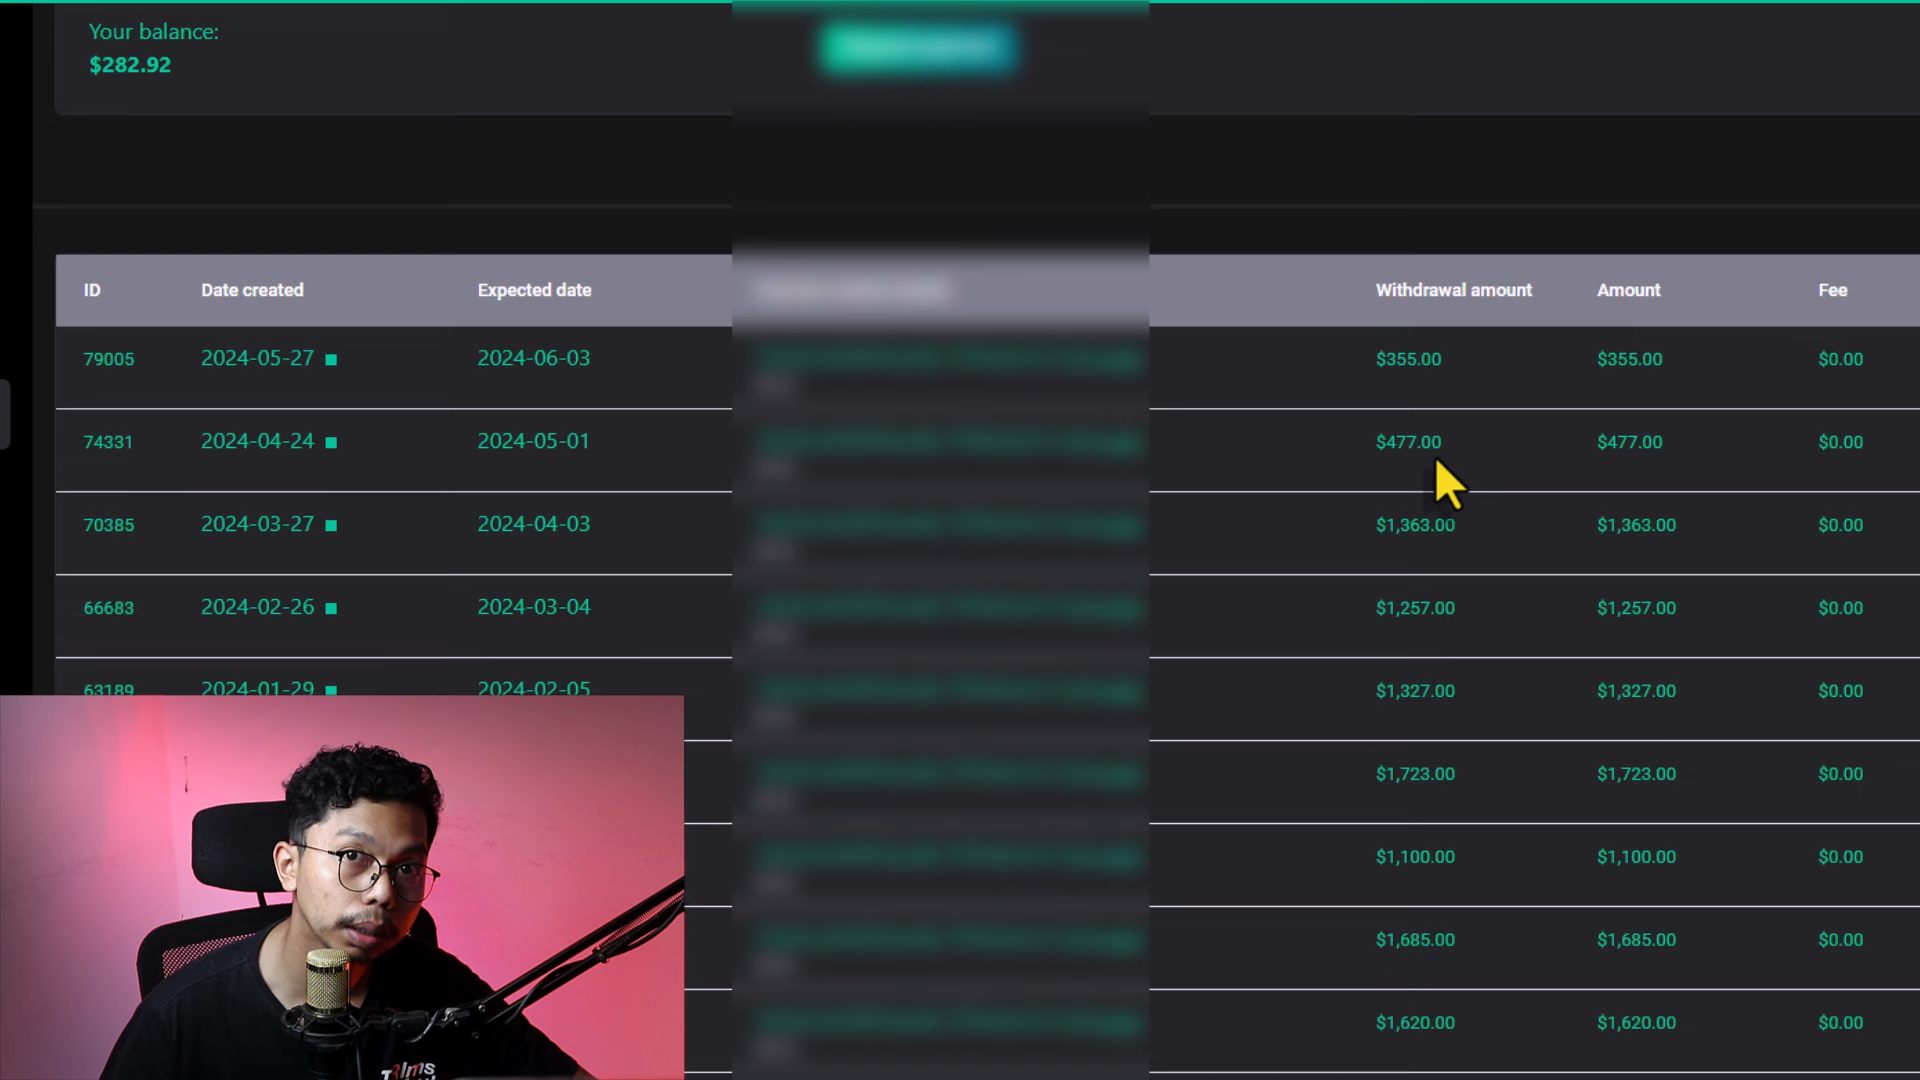 Your balance:
$282.92
ID Date created Expected date Withdrawal amount Amount Fee
79005 2024-05-27 2024-06-03 $355.00 $355.00 $0.00
74331 2024-04-24 2024-05-01 $477.00 $477.00 $0.00
70385 2024-03-27 2024-04-03 $1,363.00 $1,363.00 $0.00
66683 2024-02-26 2024-03-04 $1,257.00 $1,257.00 $0.00
63189 2024-01-29 2024-02-05 $1,327.00 $1,327.00 $0.00
$1,723.00 $1,723.00 $0.00
$1,100.00 $1,100.00 $0.00
$1,685.00 $1,685.00 $0.00
$1,620.00 $1,620.00 $0.00